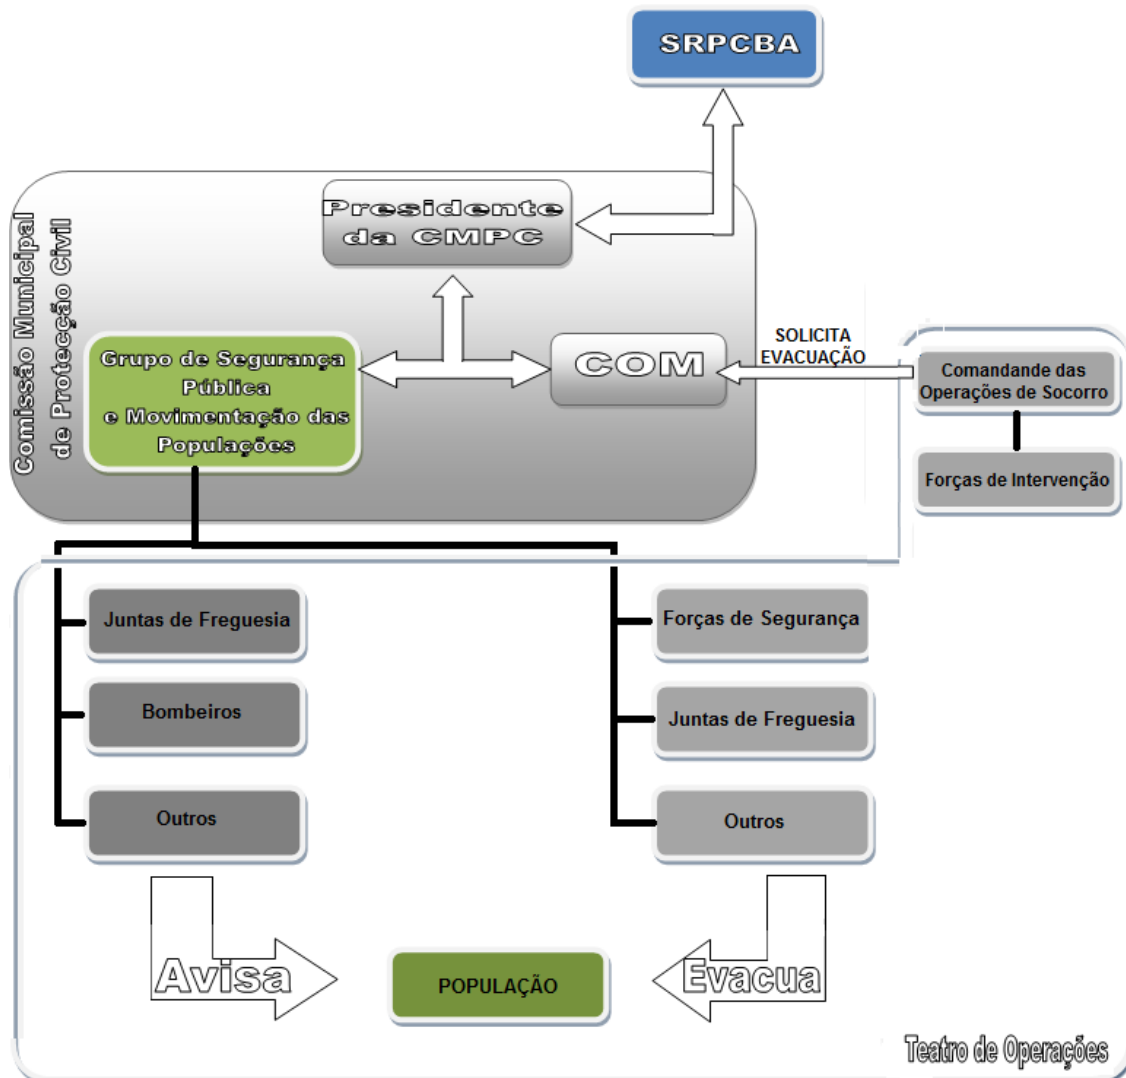 SRPCBA
Comissão Municipal
de Protecção Civil
Presidente
da CMPC
Grupo de Segurança
Pública
e Movimentação das
Populações
COM
SOLICITA
EVACUAÇÃO
Comandande das
Operações de Socorro
Forças de Intervenção
Juntas de Freguesia
Bombeiros
Outros
Forças de Segurança
Juntas de Freguesia
Outros
Avisa
POPULAÇÃO
Evacua
Teatro de Operações